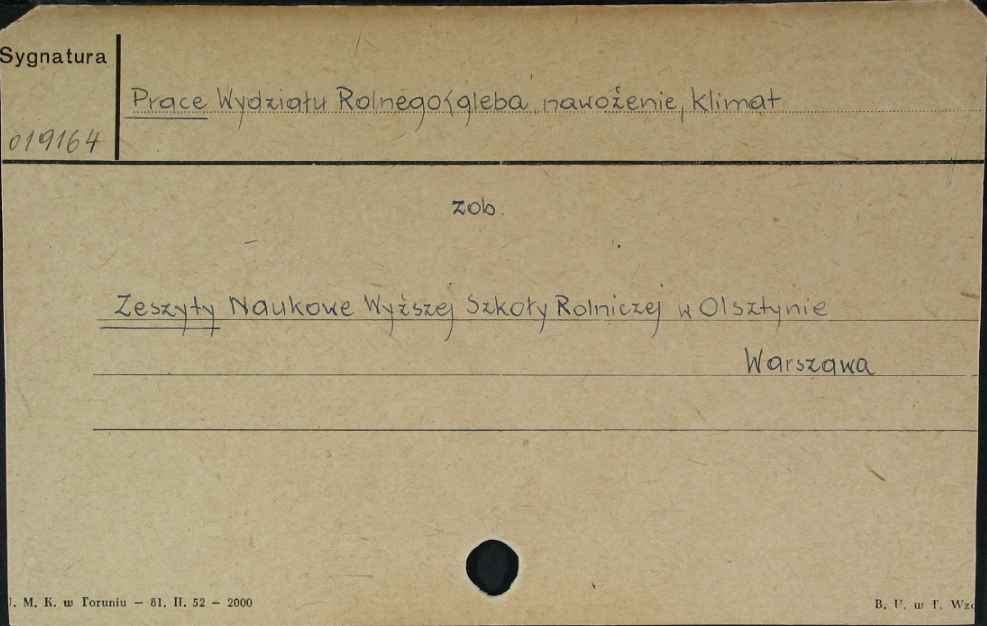 Sygnatura
Prace Wydziału Rolnego (gleba, nawożenie, klimat
019164
zob.
Zeszyty Naukowe Wyższej Szkoły Rolniczej w Olsztynie
Warszawa
. M. K. w Toruniu — 81. II. 52 — 2000
B. U. w T. Wzo